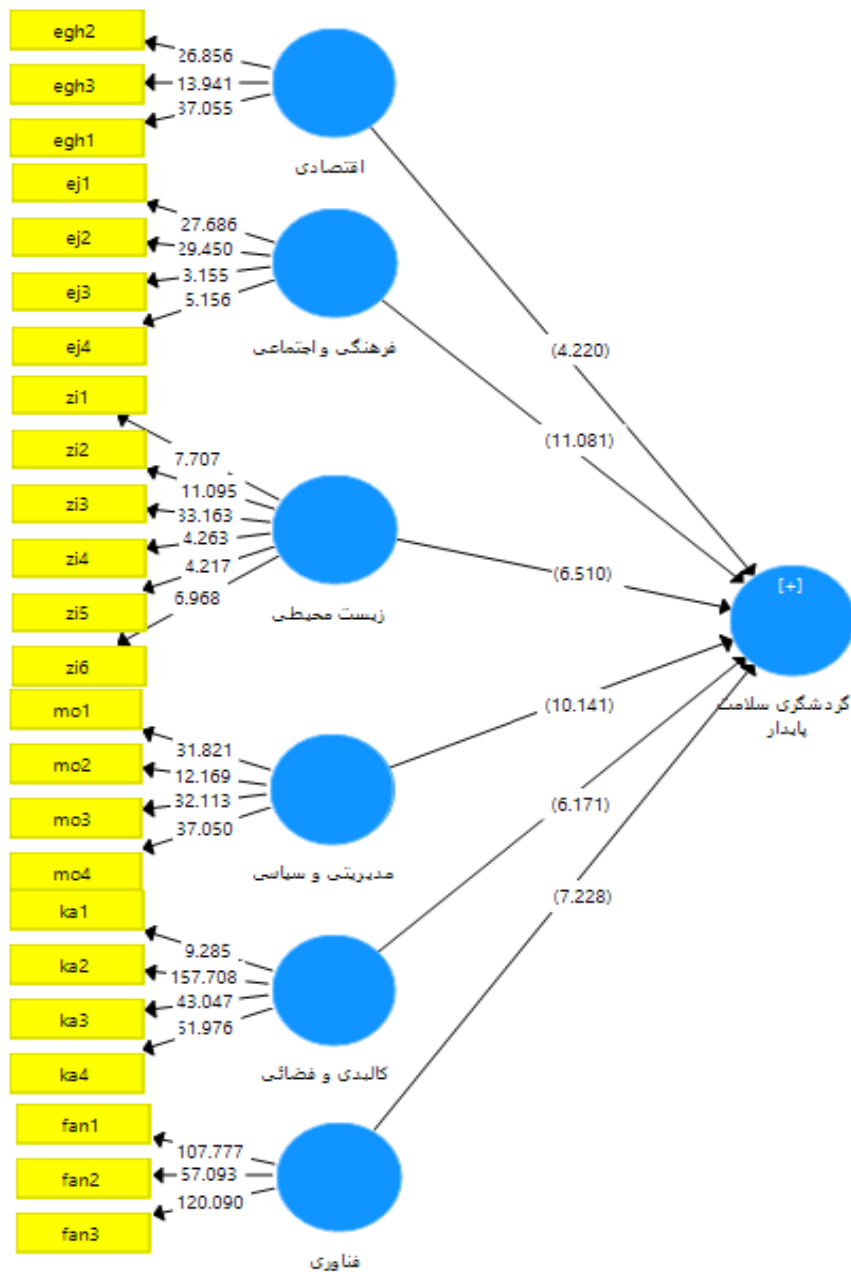 egh2
26.856
egh3
13.941
37.055
egh1
اقتصادی
ej1
27.686
ej2
29.450
3.155
ej3
5.156
ej4
فرهنگی و اجتماعی
(4.220)
zi1
(11.081)
zi2
7.707
11.095
zi3
33.163
4.263
zi4
4.217
(6.510)
[+]
6.968
zi5
زیست محیطی
zi6
mo1
گردشگری سلامت
پایدار
(10.141)
31.821
mo2
12.169
32.113
mo3
37.050
(6.171)
mo4
مدیریتی و سیاسی
(7.228)
ka1
9.285
ka2
157.708
43.047
ka3
51.976
ka4
کالبدی و فضائی
fan1
107.777
fan2
57.093
120.090
fan3
فناوری